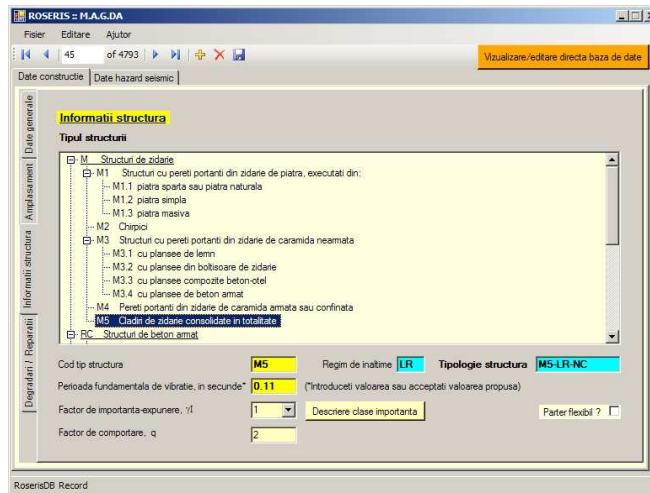 ROSERIS :: M.A.G.DA
Fisier Editare Ajutor
45 of 4793
Vizualizare/editare directa baza de date
Date constructie Date hazard seismic
Date generale
Amplasament
Informatii structura
Degradari / Reparatii
Informatii structura
Tipul structurii
M Structuri de zidarie
M1 Structuri cu pereti portanti din zidarie de piatra, executati din:
M1.1 piatra sparta sau piatra naturala
M1.2 piatra simpla
M1.3 piatra masiva
M2 Chirpici
M3 Structuri cu pereti portanti din zidarie de caramida nearmata
M3.1 cu plansee de lemn
M3.2 cu plansee din boltisoare de zidarie
M3.3 cu plansee compozite beton-otel
M3.4 cu plansee de beton armat
M4 Pereti portanti din zidarie de caramida armata sau confinata
M5 Cladiri de zidarie consolidate in totalitate
RC Structuri de beton armat
Cod tip structura M5 Regim de inaltime LR Tipologie structura M5-LR-NC
Perioada fundamentala de vibratie, in secunde* 0.11 (*Introduceti valoarea sau acceptati valoarea propusa)
Factor de importanta-expunere, γI 1 Descriere clase importanta Parter flexibil ?
Factor de comportare, q 2
RoserisDB Record